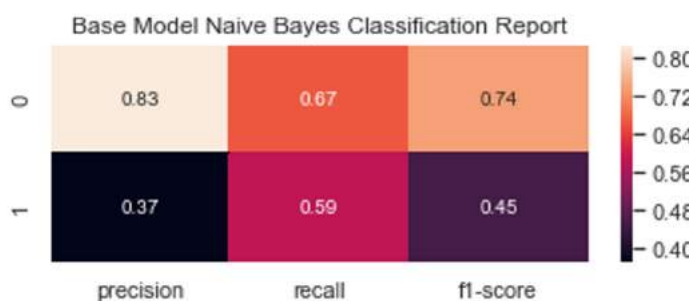 Base Model Naive Bayes Classification Report
0 0.83 0.67 0.74
1 0.37 0.59 0.45
precision recall f1-score
0.80
0.72
0.64
0.56
0.48
0.40